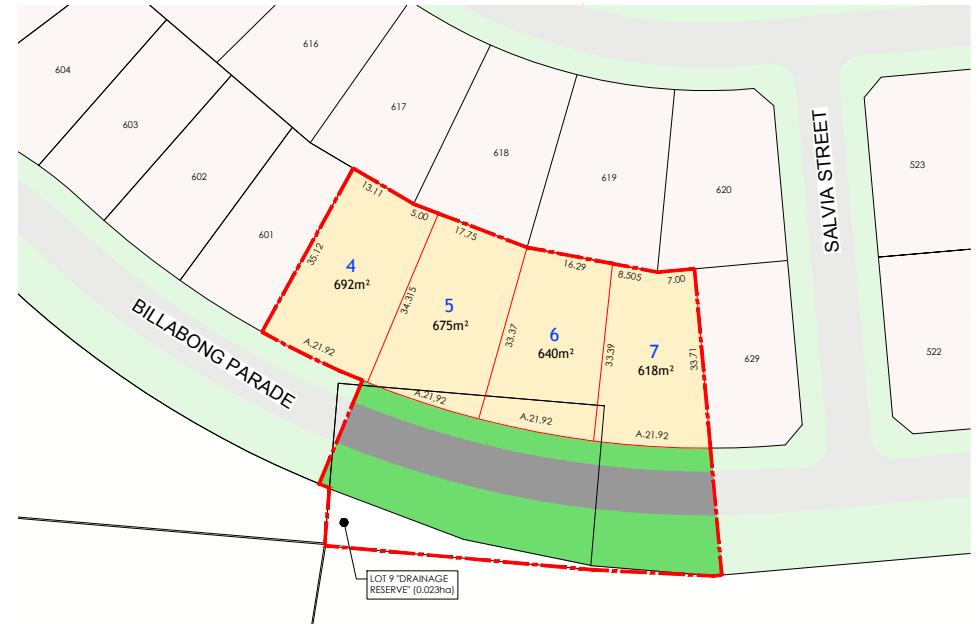 616
604
617
603
618
523
602
619
620
SALVIA STREET
13.11
5.00
17.75
601
35.12
4
692m²
16.29
8.505
7.00
34.315
5
675m²
33.37
6
640m²
33.39
7
618m²
33.71
629
522
BILLABONG PARADE
A.21.92
A.21.92
A.21.92
A.21.92
LOT 9 "DRAINAGE
RESERVE" (0.023ha)